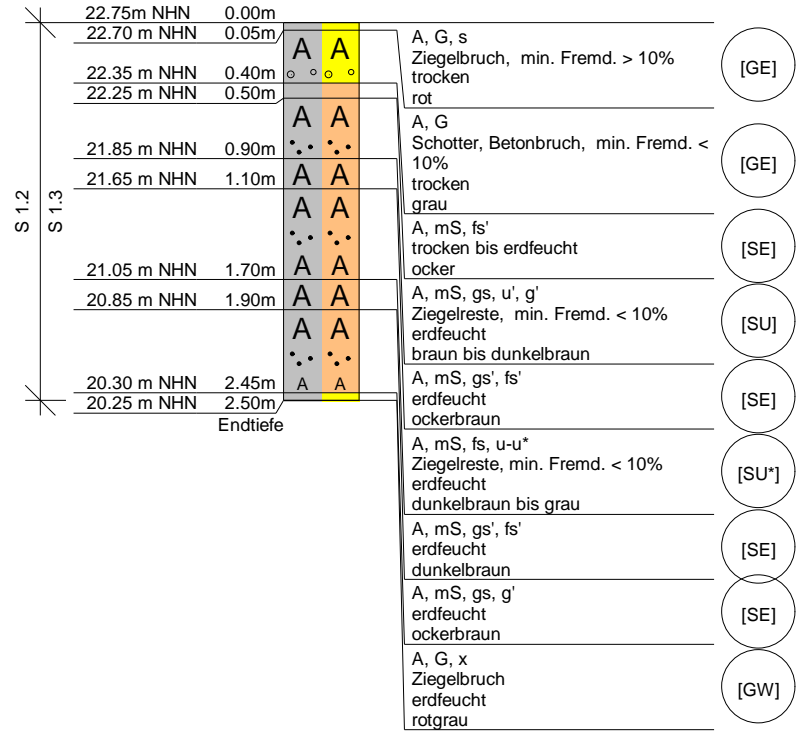 22.75m NHN 0.00m
22.70 m NHN 0.05m
22.35 m NHN 0.40m
22.25 m NHN 0.50m
21.85 m NHN 0.90m
21.65 m NHN 1.10m
21.05 m NHN 1.70m
20.85 m NHN 1.90m
20.30 m NHN 2.45m
20.25 m NHN 2.50m
Endtiefe
S 1.2
S 1.3
A A
A A
A A
A A
A A
A A
A A
A A
A, G, s
Ziegelbruch, min. Fremd. > 10%
trocken
rot
[GE]
A, G
Schotter, Betonbruch, min. Fremd. <
10%
trocken
grau
[GE]
A, mS, fs'
trocken bis erdfeucht
ocker
[SE]
A, mS, gs, u', g'
Ziegelreste, min. Fremd. < 10%
erdfeucht
braun bis dunkelbraun
[SU]
A, mS, gs', fs'
erdfeucht
ockerbraun
[SE]
A, mS, fs, u-u*
Ziegelreste, min. Fremd. < 10%
erdfeucht
dunkelbraun bis grau
[SU*]
A, mS, gs', fs'
erdfeucht
dunkelbraun
[SE]
A, mS, gs, g'
erdfeucht
ockerbraun
[SE]
A, G, x
Ziegelbruch
erdfeucht
rotgrau
[GW]